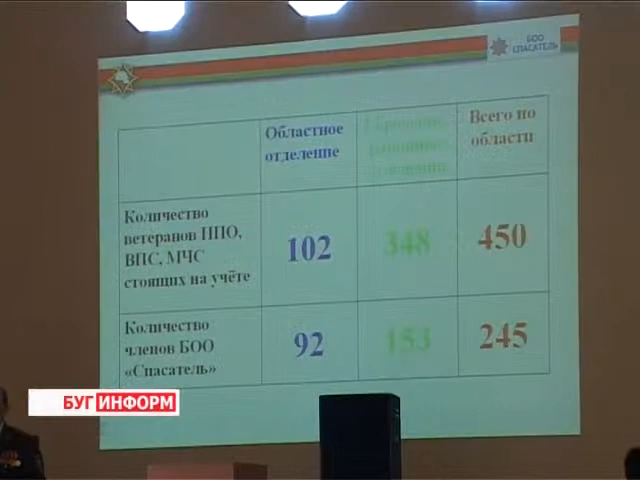 БОО
СПАСАТЕЛЬ
Областное
отделение
Всего по
области
Количество
ветеранов ППО,
ВПС, МЧС
стоящих на учёте
102
348
450
Количество
членов БОО
«Спасатель»
92
153
245
БУГИНФОРМ